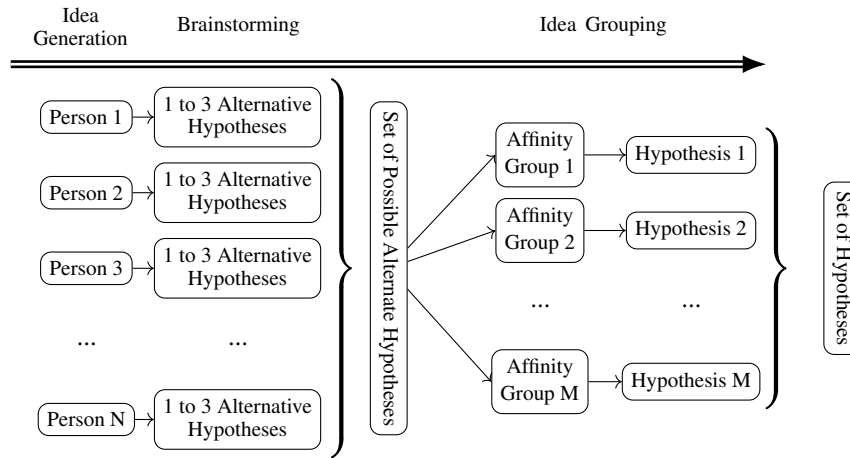 Idea
Generation
Brainstorming
Idea Grouping
Person 1
1 to 3 Alternative
Hypotheses
Person 2
1 to 3 Alternative
Hypotheses
Person 3
1 to 3 Alternative
Hypotheses
...
...
Person N
1 to 3 Alternative
Hypotheses
Set of Possible Alternate Hypotheses
Affinity
Group 1
Hypothesis 1
Affinity
Group 2
Hypothesis 2
...
...
Affinity
Group M
Hypothesis M
Set of Hypotheses